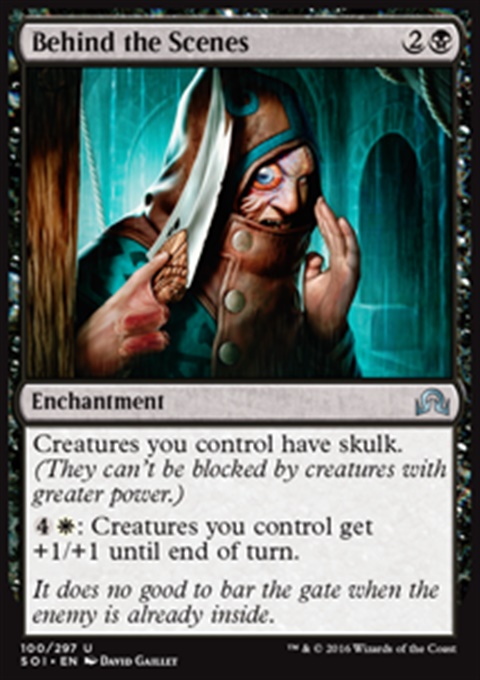 Behind the Scenes 2
Enchantment
Creatures you control have skulk.
(They can't be blocked by creatures with
greater power.)
4 : Creatures you control get
+1/+1 until end of turn.
It does no good to bar the gate when the
enemy is already inside.
100/297 U
SOI • EN DAVID GAILLET
™ & © 2016 Wizards of the Coast